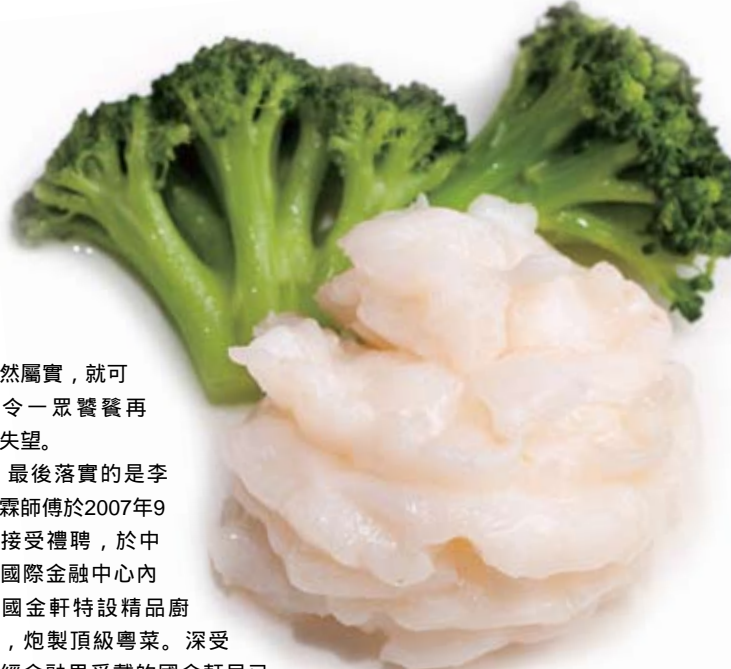 然屬實，就可
令一眾饕餮再
失望。
最後落實的是李
霖師傅於2007年9
接受禮聘，於中
國際金融中心內
國金軒特設精品廚
，炮製頂級粵菜。深受